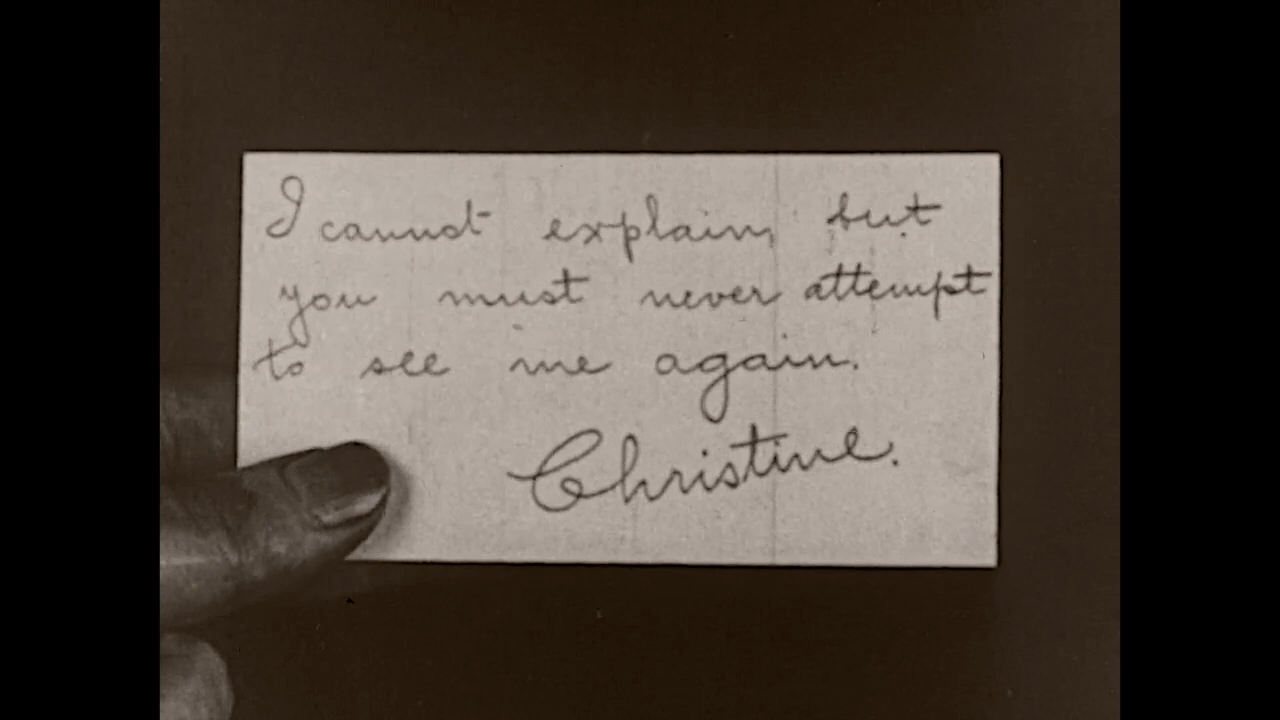 I cannot explain, but
you must never attempt
to see me again.
Christine.